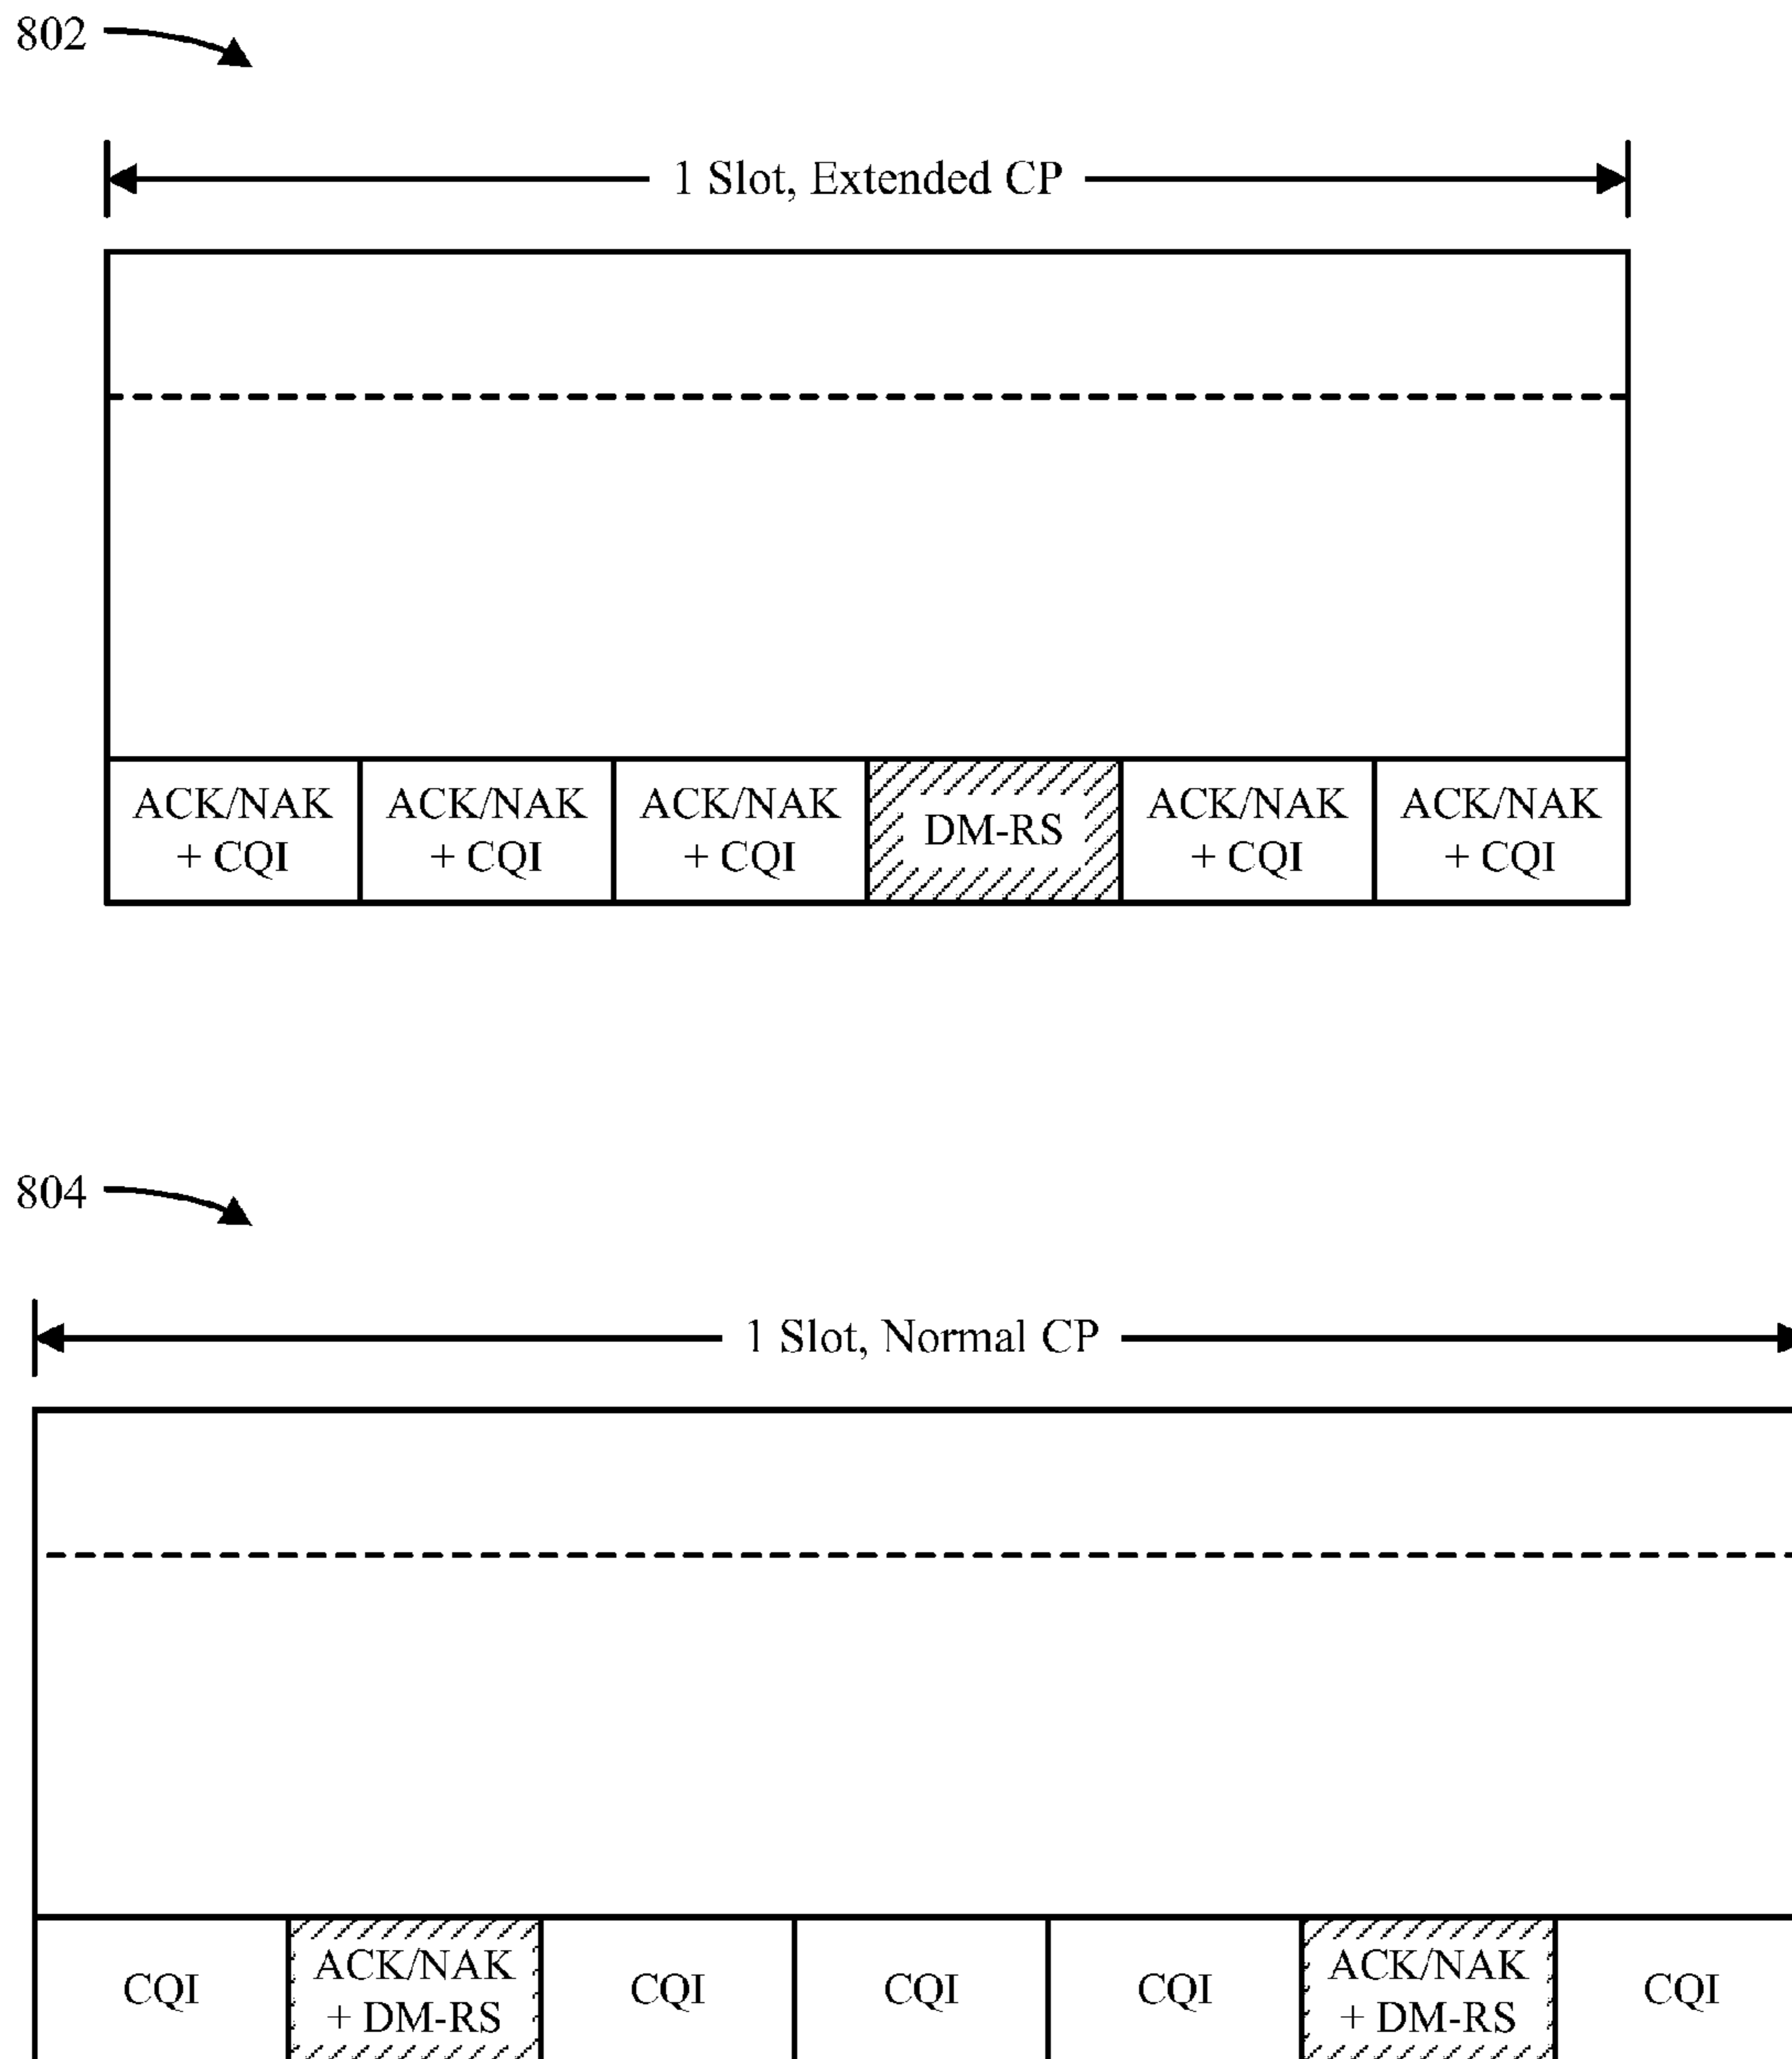 802
1 Slot, Extended CP
ACK/NAK
+ CQI
ACK/NAK
+ CQI
ACK/NAK
+ CQI
DM-RS
ACK/NAK
+ CQI
ACK/NAK
+ CQI
804
1 Slot, Normal CP
CQI
ACK/NAK
+ DM-RS
CQI
CQI
CQI
ACK/NAK
+ DM-RS
CQI